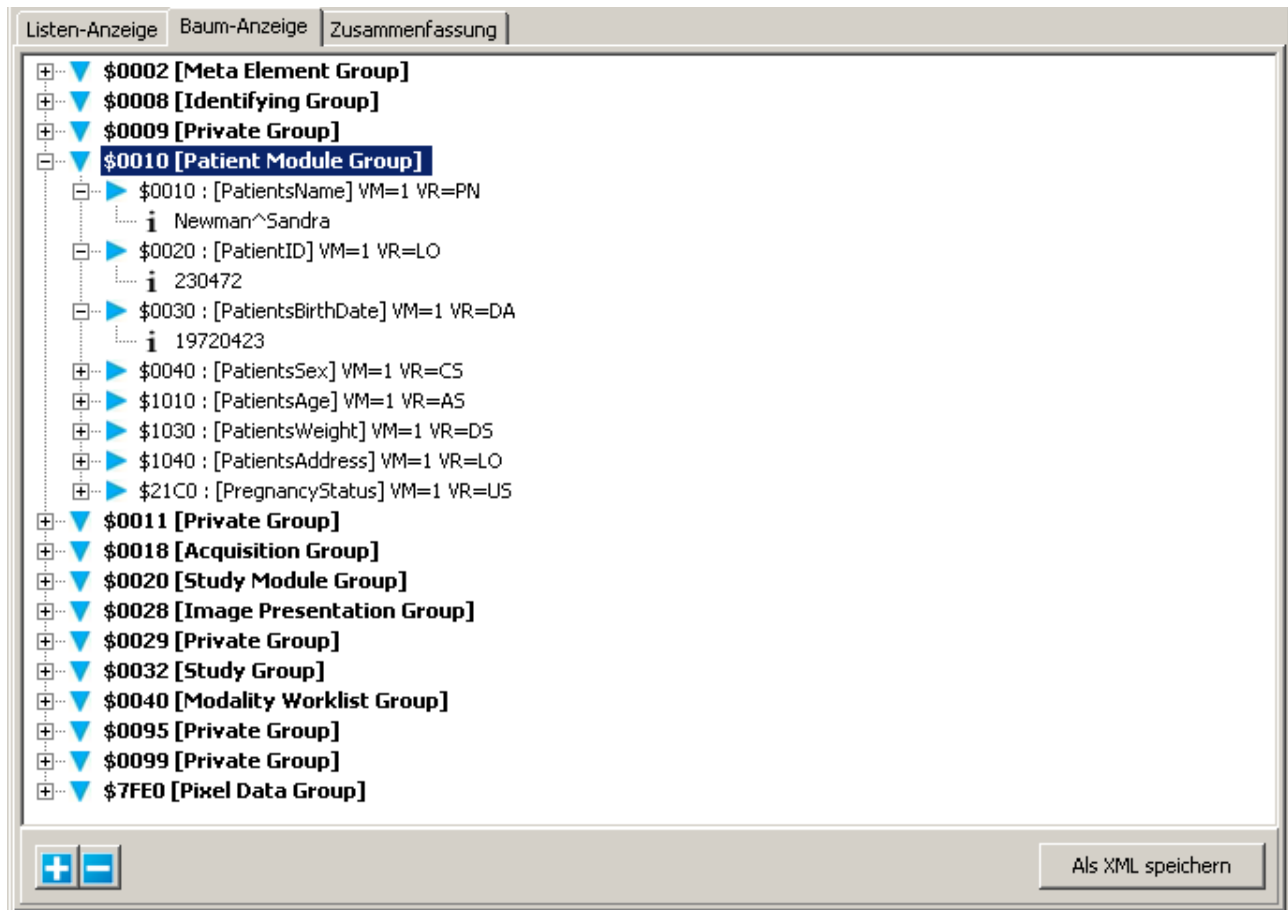 Listen-Anzeige Baum-Anzeige Zusammenfassung
$0002 [Meta Element Group]
$0008 [Identifying Group]
$0009 [Private Group]
$0010 [Patient Module Group]
$0010 : [PatientsName] VM=1 VR=PN
i Newman^Sandra
$0020 : [PatientID] VM=1 VR=LO
i 230472
$0030 : [PatientsBirthDate] VM=1 VR=DA
i 19720423
$0040 : [PatientsSex] VM=1 VR=CS
$1010 : [PatientsAge] VM=1 VR=AS
$1030 : [PatientsWeight] VM=1 VR=DS
$1040 : [PatientsAddress] VM=1 VR=LO
$21C0 : [PregnancyStatus] VM=1 VR=US
$0011 [Private Group]
$0018 [Acquisition Group]
$0020 [Study Module Group]
$0028 [Image Presentation Group]
$0029 [Private Group]
$0032 [Study Group]
$0040 [Modality Worklist Group]
$0095 [Private Group]
$0099 [Private Group]
$7FE0 [Pixel Data Group]
Als XML speichern